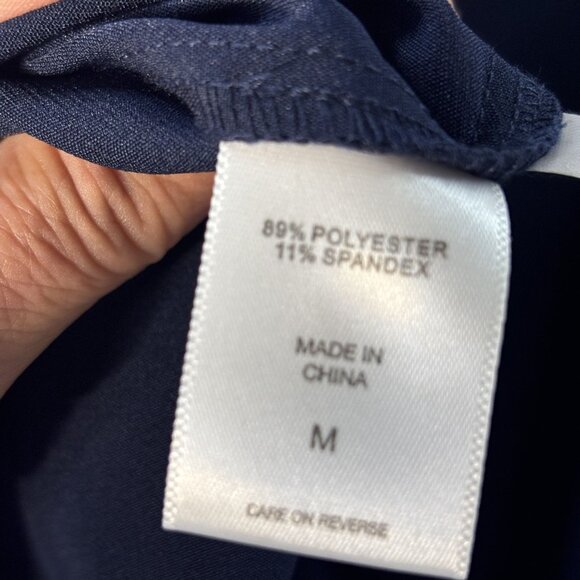 89% POLYESTER
11% SPANDEX
MADE IN
CHINA
M
CARE ON REVERSE